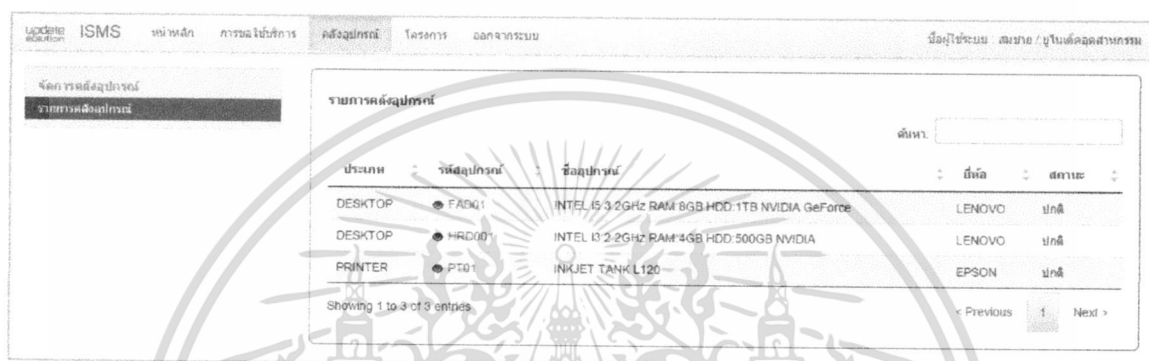 update
solution
ISMS หน้าหลัก การขอใช้บริการ คลังอุปกรณ์ โครงการ ออกจากระบบ ชื่อผู้ใช้ระบบ : สมชาย / ยูไนเต็ดอุตสาหกรรม
จัดการคลังอุปกรณ์
รายการคลังอุปกรณ์
รายการคลังอุปกรณ์
ค้นหา
ประเภท รหัสอุปกรณ์ ชื่ออุปกรณ์ ยี่ห้อ สถานะ
DESKTOP FAD01 INTEL I5 3.2GHz RAM:8GB HDD:1TB NVIDIA GeForce LENOVO ปกติ
DESKTOP HRD001 INTEL I3 2.2GHz RAM:4GB HDD:500GB NVIDIA LENOVO ปกติ
PRINTER PT01 INKJET TANK L120 EPSON ปกติ
Showing 1 to 3 of 3 entries
< Previous 1 Next >